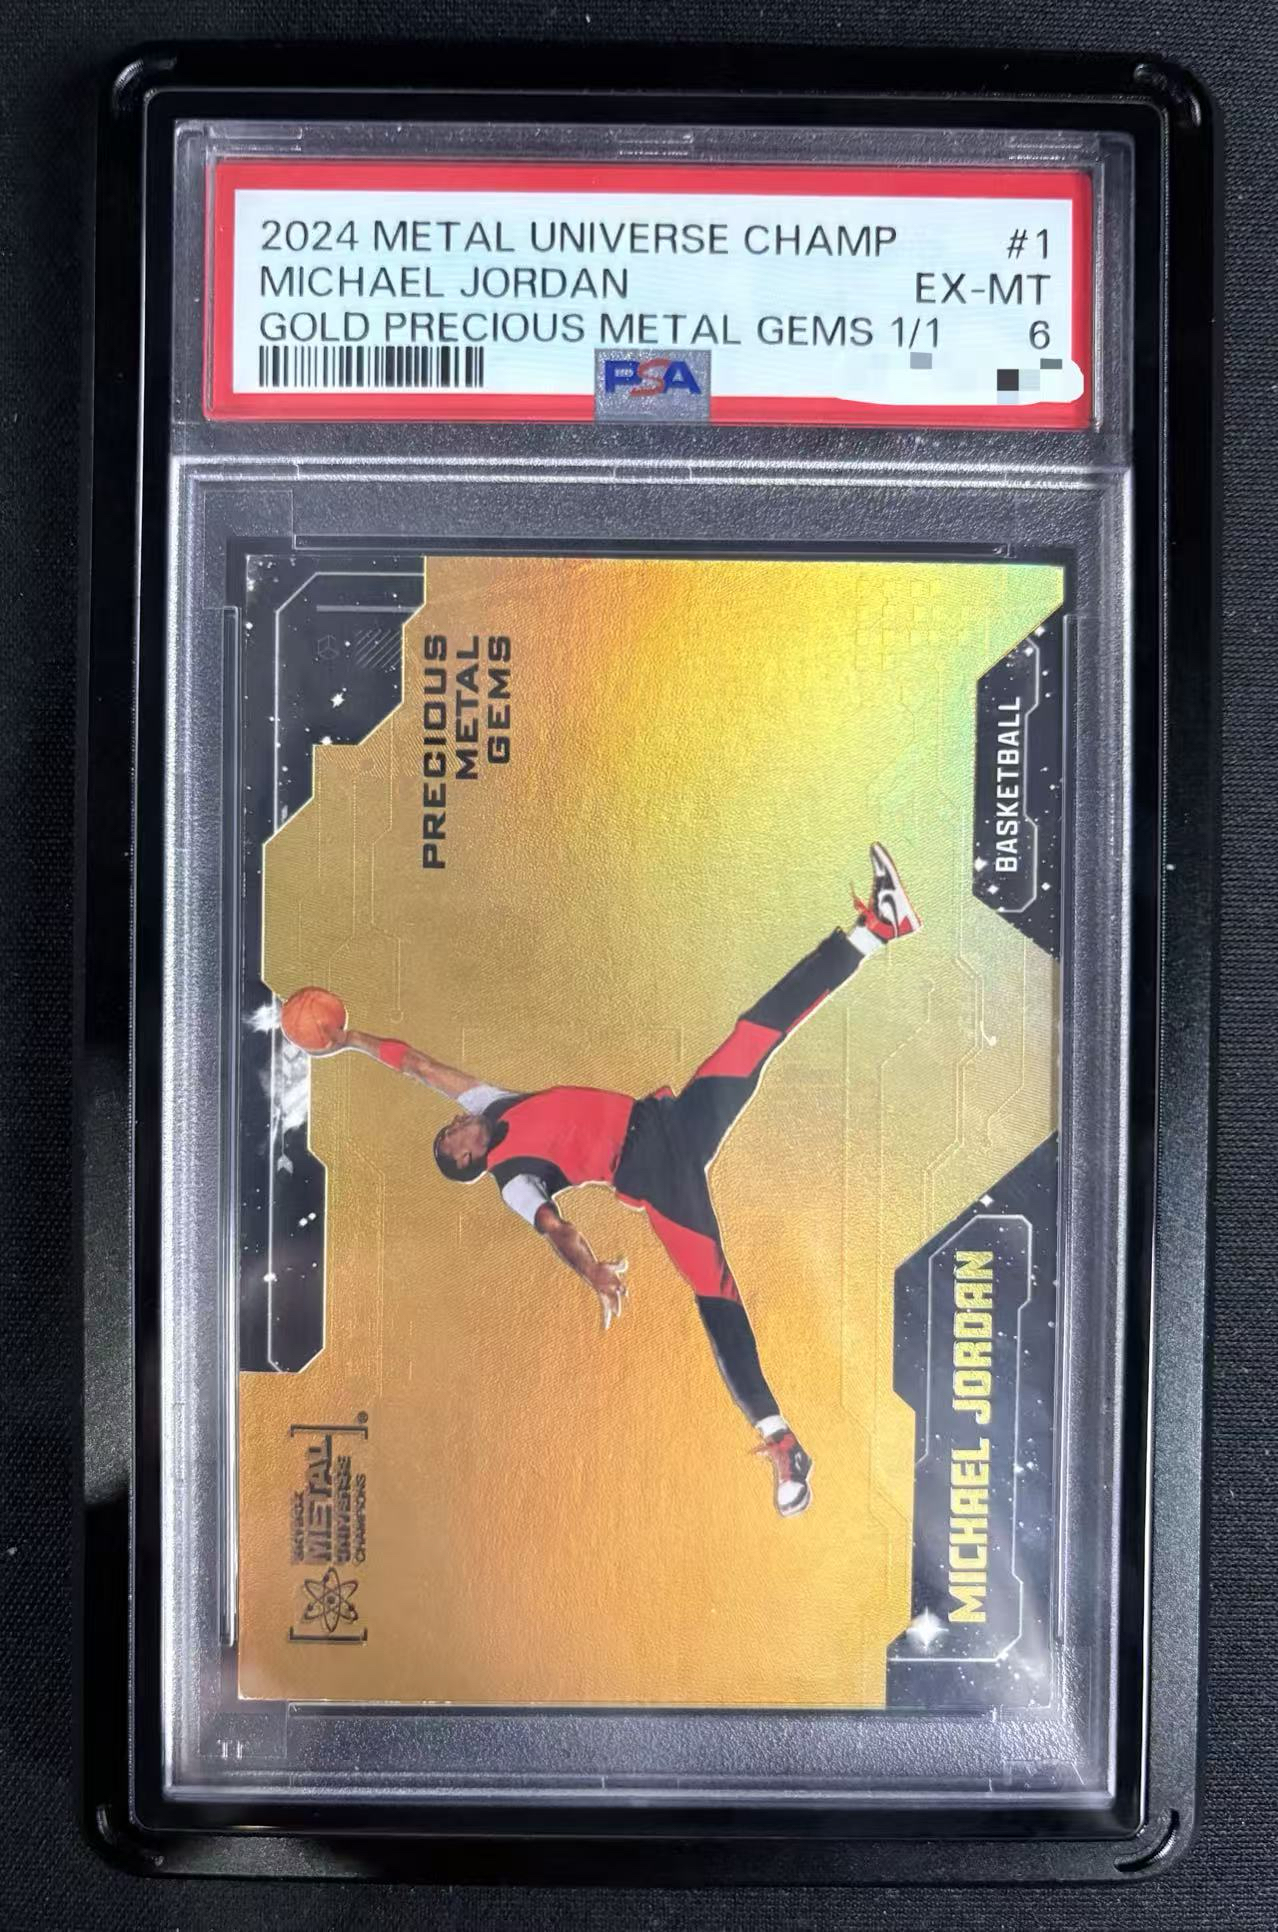 2024 METAL UNIVERSE CHAMP #1
MICHAEL JORDAN EX-MT
GOLD PRECIOUS METAL GEMS 1/1 6
PSA
PRECIOUS
METAL
GEMS
BASKETBALL
MICHAEL JORDAN
SKYBOX
METAL
UNIVERSE
CHAMPIONS
®